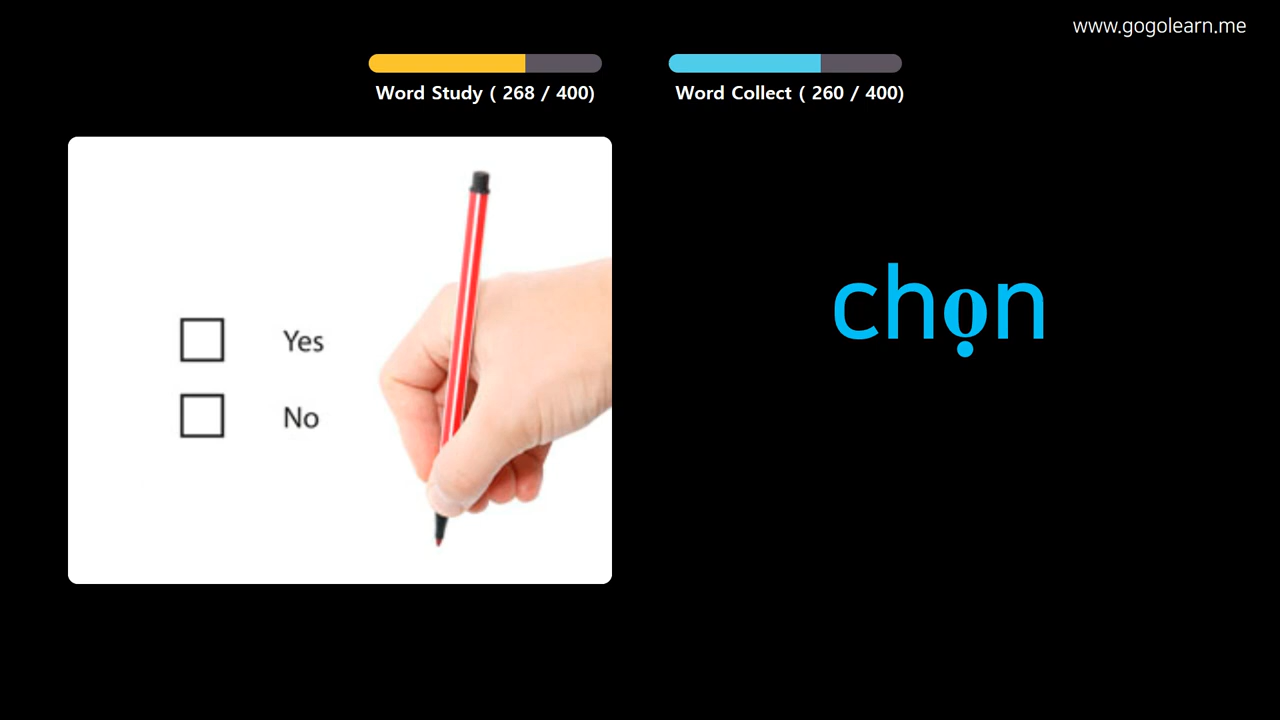 www.gogolearn.me
Word Study ( 268 / 400)
Word Collect ( 260 / 400)
Yes
No
chọn